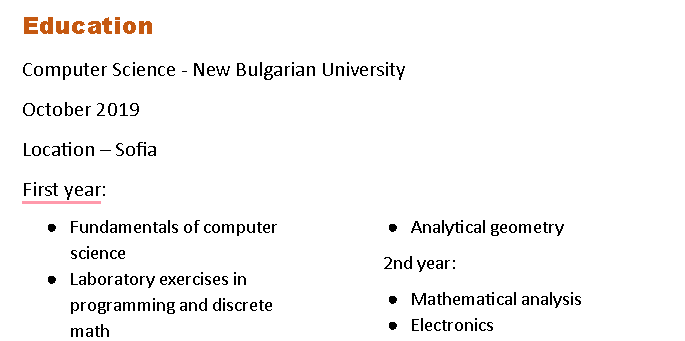 Education
Computer Science - New Bulgarian University
October 2019
Location – Sofia
First year:
● Fundamentals of computer
science
● Laboratory exercises in
programming and discrete
math
● Analytical geometry
2nd year:
● Mathematical analysis
● Electronics